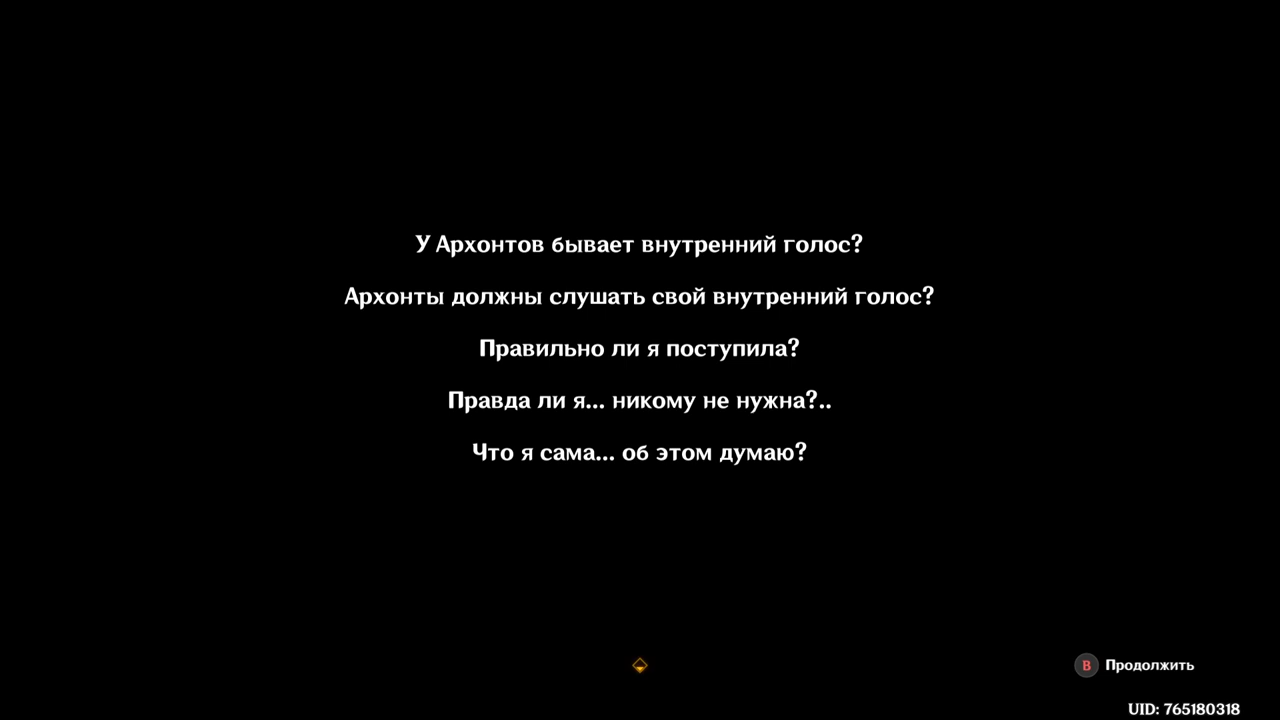 У Архонтов бывает внутренний голос?
Архонты должны слушать свой внутренний голос?
Правильно ли я поступила?
Правда ли я... никому не нужна?..
Что я сама... об этом думаю?
B Продолжить
UID: 765180318